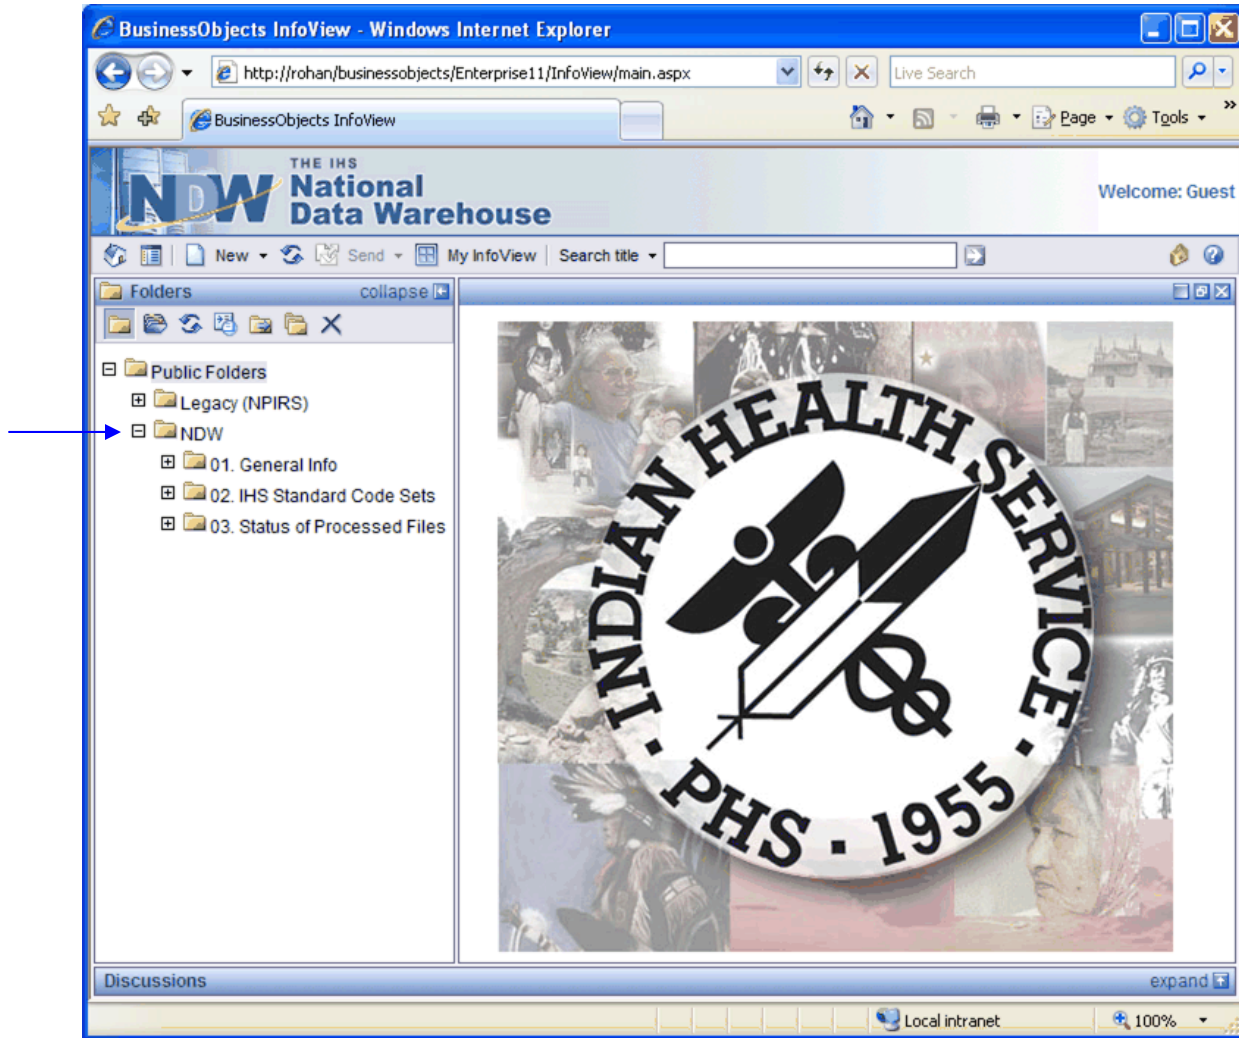 BusinessObjects InfoView - Windows Internet Explorer
http://rohan/businessobjects/Enterprise11/InfoView/main.aspx
Live Search
BusinessObjects InfoView
Page
Tools
»
NDW
THE IHS
National
Data Warehouse
Welcome: Guest
New
Send
My InfoView
Search title
Folders
collapse
Public Folders
Legacy (NPIRS)
NDW
01. General Info
02. IHS Standard Code Sets
03. Status of Processed Files
INDIAN HEALTH SERVICE
PHS · 1955
Discussions
expand
Local intranet
100%